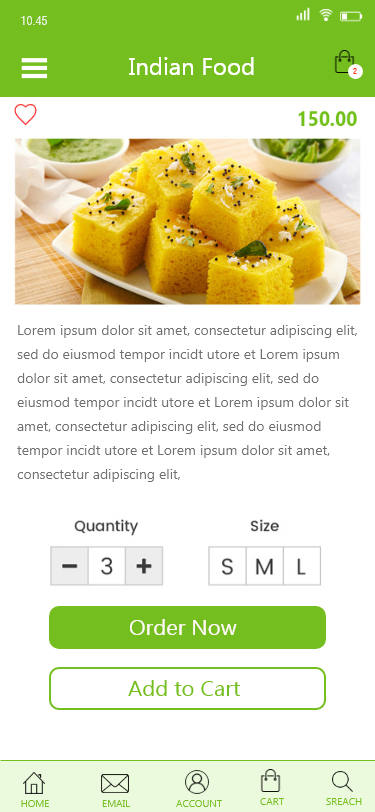 10.45
Indian Food
2
150.00
Lorem ipsum dolor sit amet, consectetur adipiscing elit,
sed do eiusmod tempor incidt utore et Lorem ipsum
dolor sit amet, consectetur adipiscing elit, sed do
eiusmod tempor incidt utore et Lorem ipsum dolor sit
amet, consectetur adipiscing elit, sed do eiusmod
tempor incidt utore et Lorem ipsum dolor sit amet,
consectetur adipiscing elit,
Quantity Size
− 3 + S M L
Order Now
Add to Cart
HOME EMAIL ACCOUNT CART SREACH